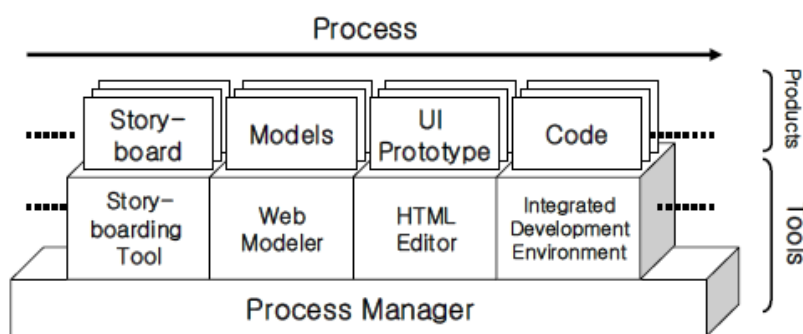 Process
Story-
board
Models
UI
Prototype
Code
Products
Story-
boarding
Tool
Web
Modeler
HTML
Editor
Integrated
Development
Environment
Tools
Process Manager